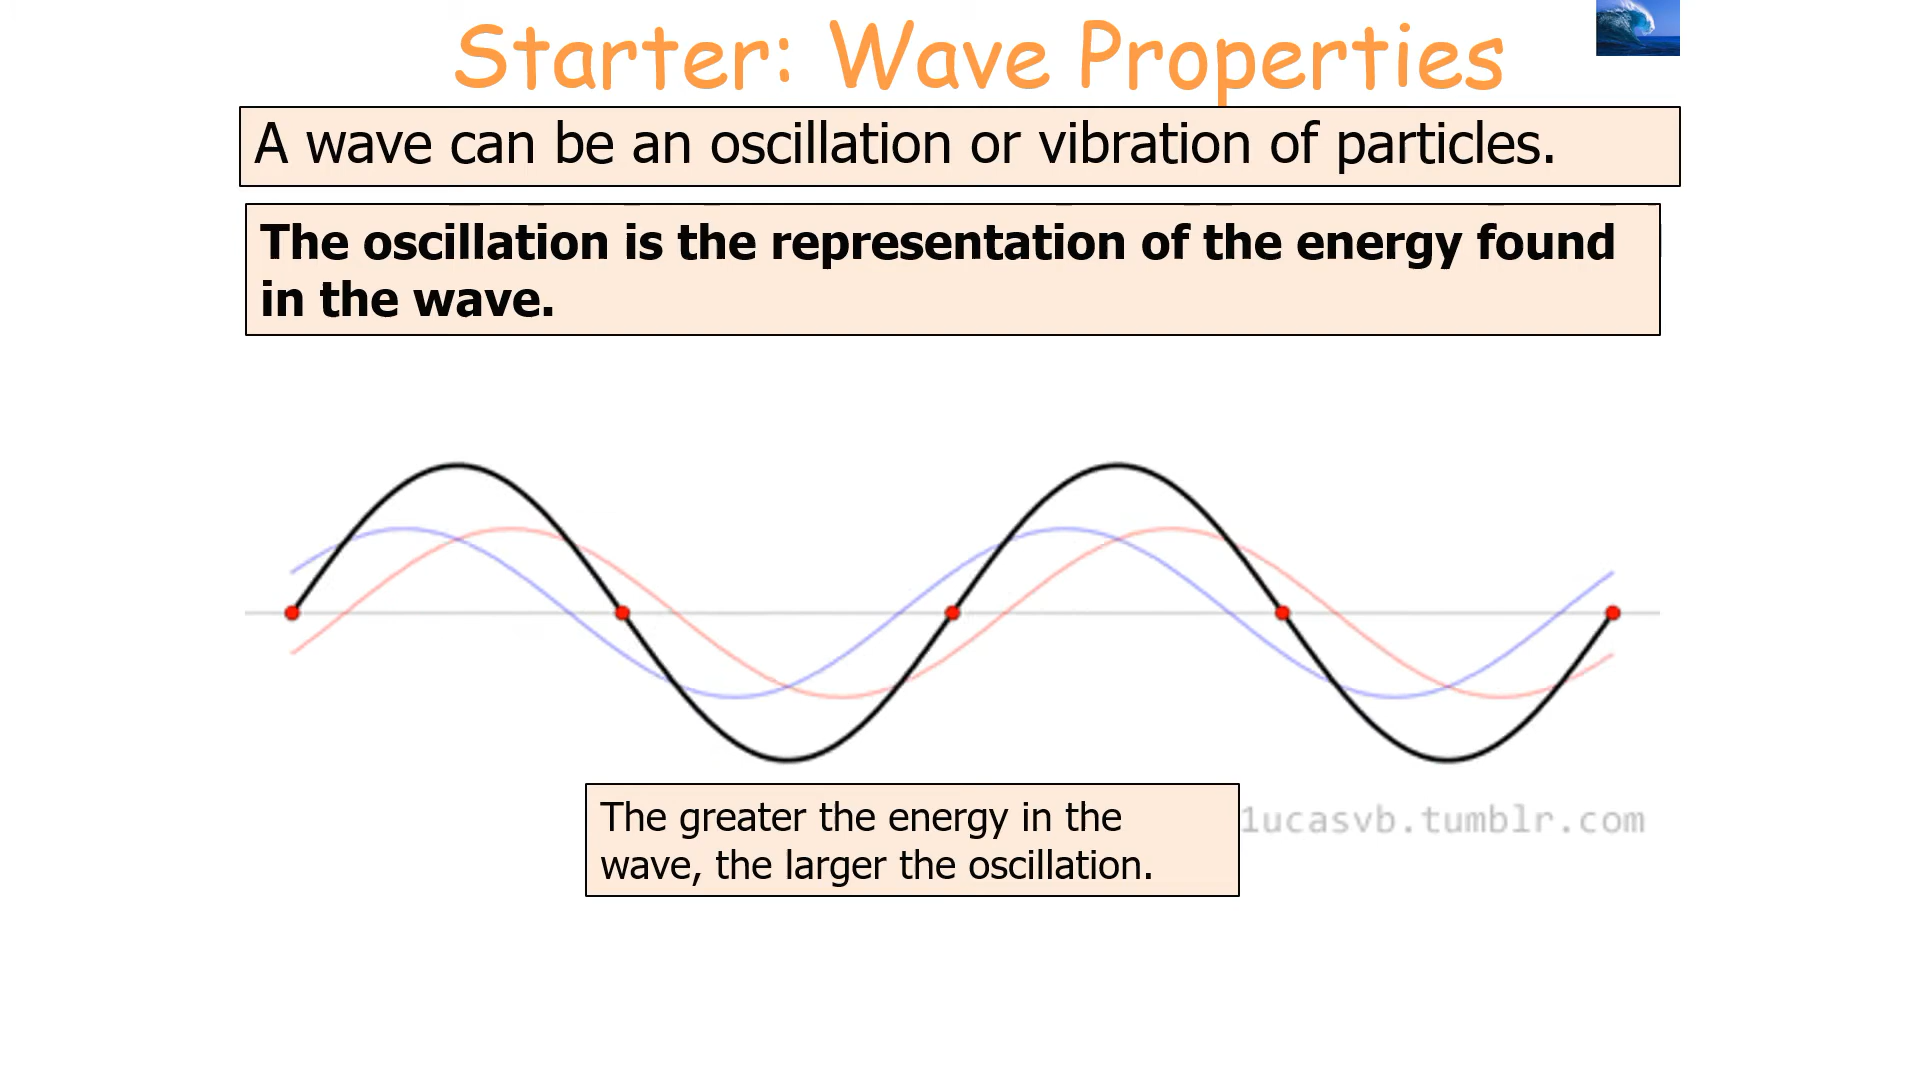 Starter: Wave Properties
A wave can be an oscillation or vibration of particles.
The oscillation is the representation of the energy found
in the wave.
The greater the energy in the
wave, the larger the oscillation.
1ucasvb.tumblr.com